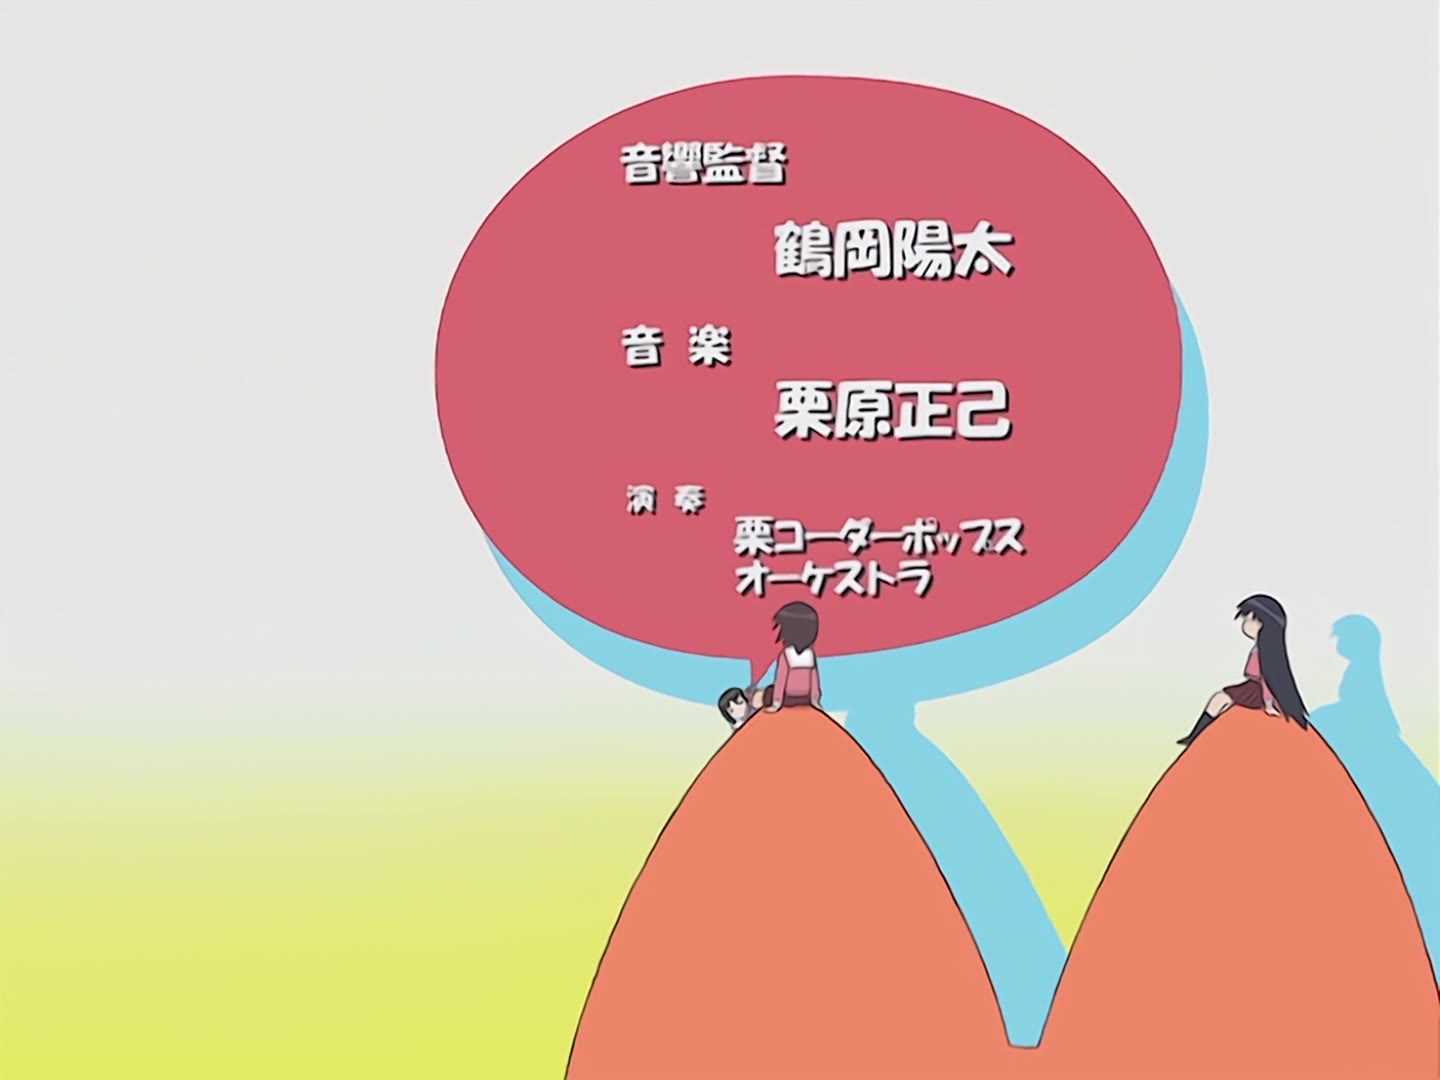 音響監督
鶴岡陽太
音 楽
栗原正己
演 奏
栗コーダーポップス
オーケストラ